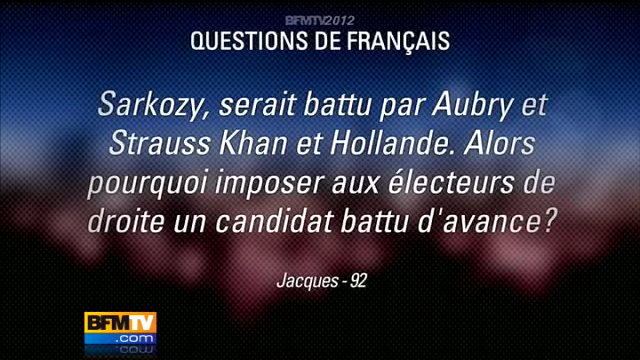 BFMTV2012
QUESTIONS DE FRANÇAIS
Sarkozy, serait battu par Aubry et
Strauss Khan et Hollande. Alors
pourquoi imposer aux électeurs de
droite un candidat battu d'avance?
Jacques - 92
BFMTV
.com